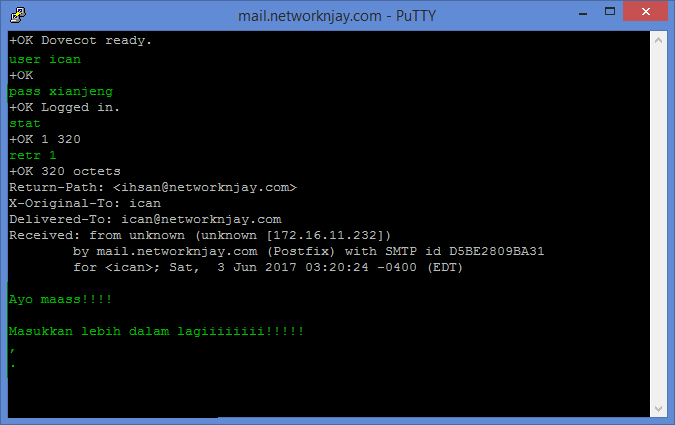 mail.networknjay.com - PuTTY
+OK Dovecot ready.
user ican
+OK
pass xianjeng
+OK Logged in.
stat
+OK 1 320
retr 1
+OK 320 octets
Return-Path: <ihsan@networknjay.com>
X-Original-To: ican
Delivered-To: ican@networknjay.com
Received: from unknown (unknown [172.16.11.232])
by mail.networknjay.com (Postfix) with SMTP id D5BE2809BA31
for <ican>; Sat,  3 Jun 2017 03:20:24 -0400 (EDT)
Ayo maass!!!!
Masukkan lebih dalam lagiiiiiiii!!!!!
,
.